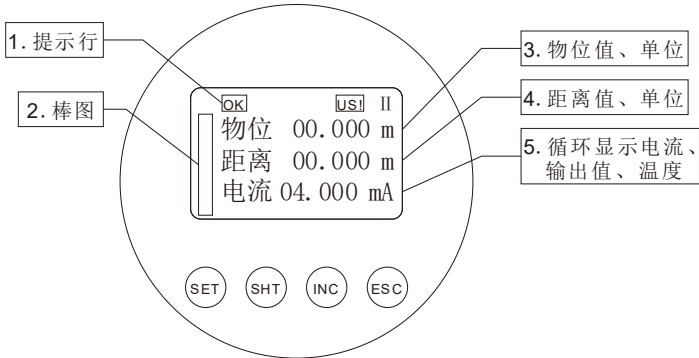 1. 提示行
2. 棒图
OK US! II
物位 00.000 m
距离 00.000 m
电流 04.000 mA
3. 物位值、单位
4. 距离值、单位
5. 循环显示电流、
输出值、温度
SET SHT INC ESC